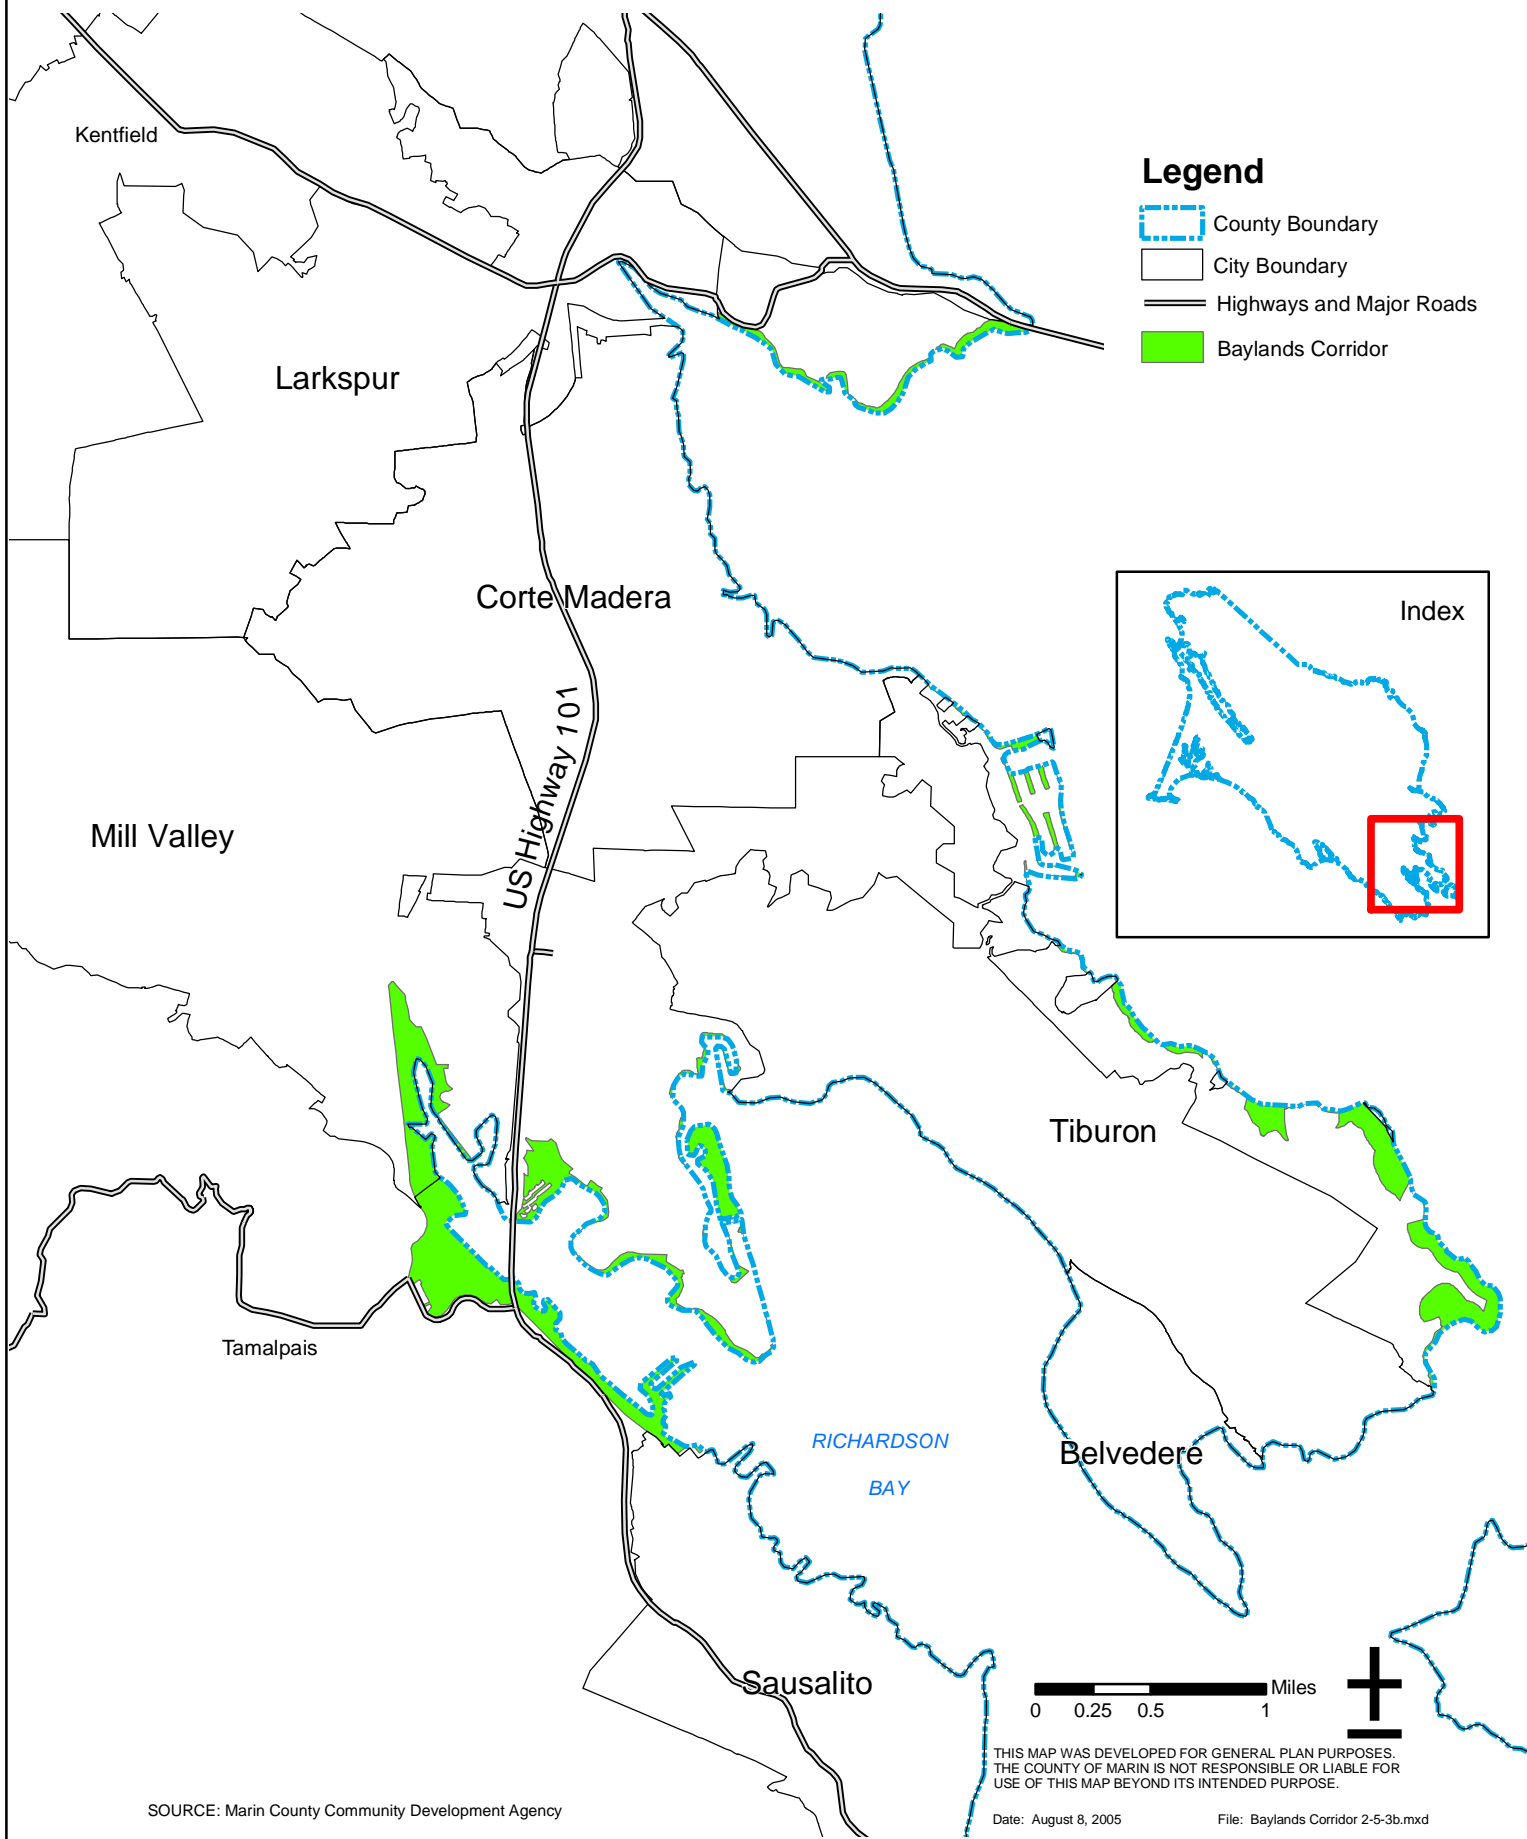 Kentfield
Legend
County Boundary
City Boundary
Highways and Major Roads
Baylands Corridor
Larkspur
Corte Madera
Index
US Highway 101
Mill Valley
Tiburon
Tamalpais
RICHARDSON
BAY
Belvedere
Sausalito
Miles
0 0.25 0.5 1
THIS MAP WAS DEVELOPED FOR GENERAL PLAN PURPOSES.
THE COUNTY OF MARIN IS NOT RESPONSIBLE OR LIABLE FOR
USE OF THIS MAP BEYOND ITS INTENDED PURPOSE.
SOURCE: Marin County Community Development Agency
Date: August 8, 2005 File: Baylands Corridor 2-5-3b.mxd